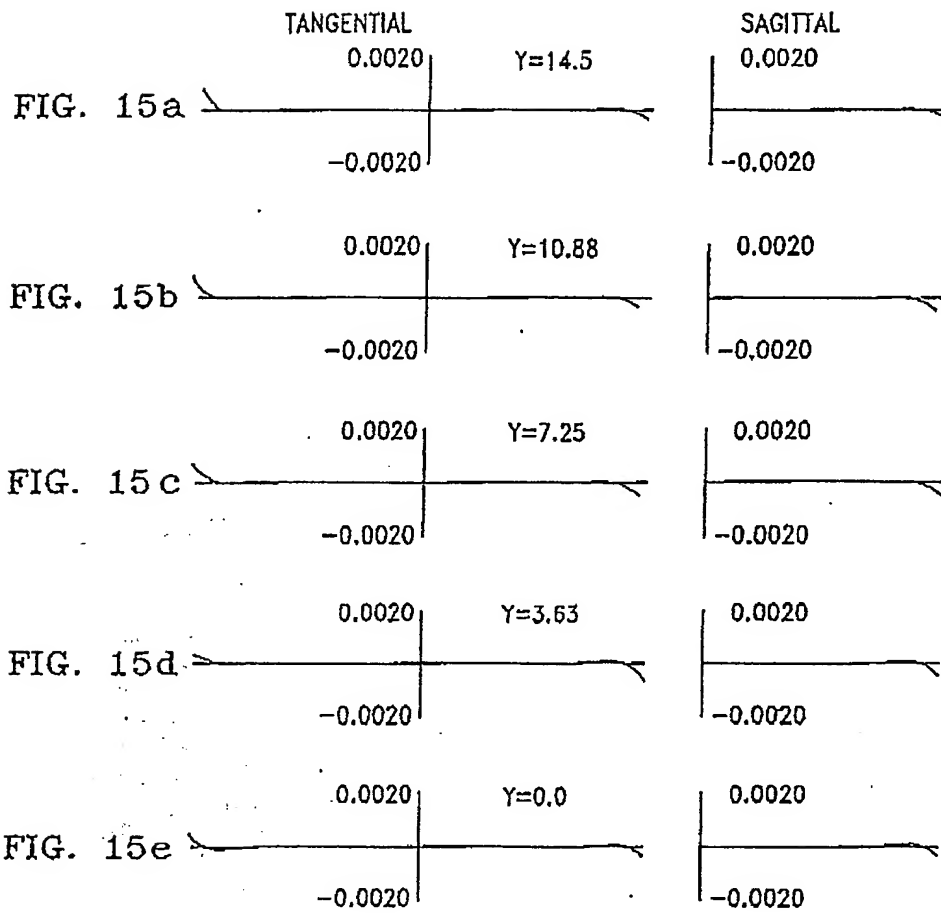 TANGENTIAL SAGITTAL
0.0020 Y=14.5 0.0020
FIG. 15a
-0.0020 -0.0020
0.0020 Y=10.88 0.0020
FIG. 15b
-0.0020 -0.0020
0.0020 Y=7.25 0.0020
FIG. 15c
-0.0020 -0.0020
0.0020 Y=3.63 0.0020
FIG. 15d
-0.0020 -0.0020
0.0020 Y=0.0 0.0020
FIG. 15e
-0.0020 -0.0020